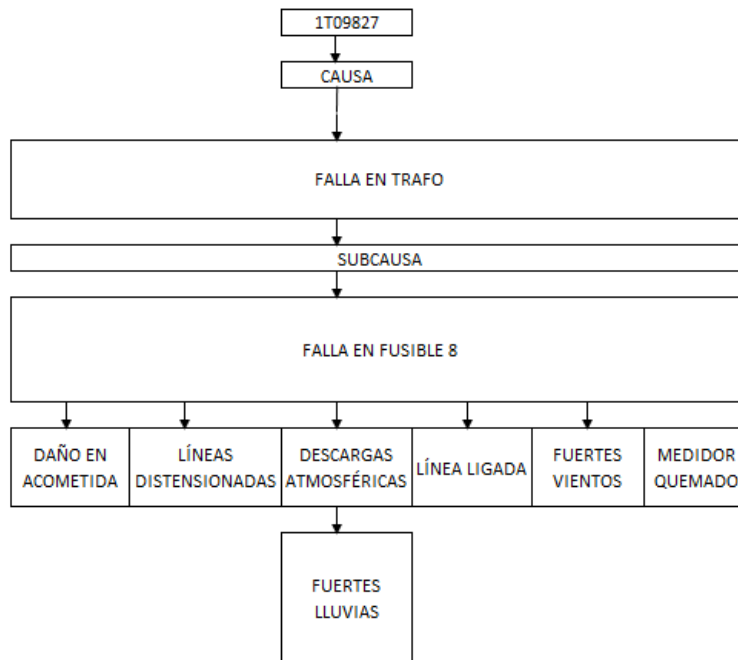 1T09827
CAUSA
FALLA EN TRAFO
SUBCAUSA
FALLA EN FUSIBLE 8
DAÑO EN
ACOMETIDA
LÍNEAS
DISTENSIONADAS
DESCARGAS
ATMOSFÉRICAS
LÍNEA LIGADA
FUERTES
VIENTOS
MEDIDOR
QUEMADO
FUERTES
LLUVIAS